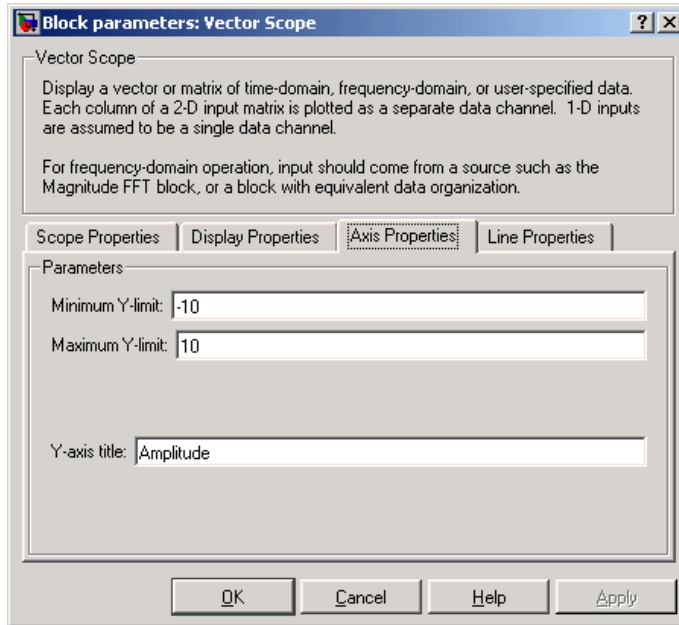 Block parameters: Vector Scope
Vector Scope
Display a vector or matrix of time-domain, frequency-domain, or user-specified data.
Each column of a 2-D input matrix is plotted as a separate data channel.  1-D inputs
are assumed to be a single data channel.
For frequency-domain operation, input should come from a source such as the
Magnitude FFT block, or a block with equivalent data organization.
Scope Properties Display Properties Axis Properties Line Properties
Parameters
Minimum Y-limit: -10
Maximum Y-limit: 10
Y-axis title: Amplitude
OK Cancel Help Apply